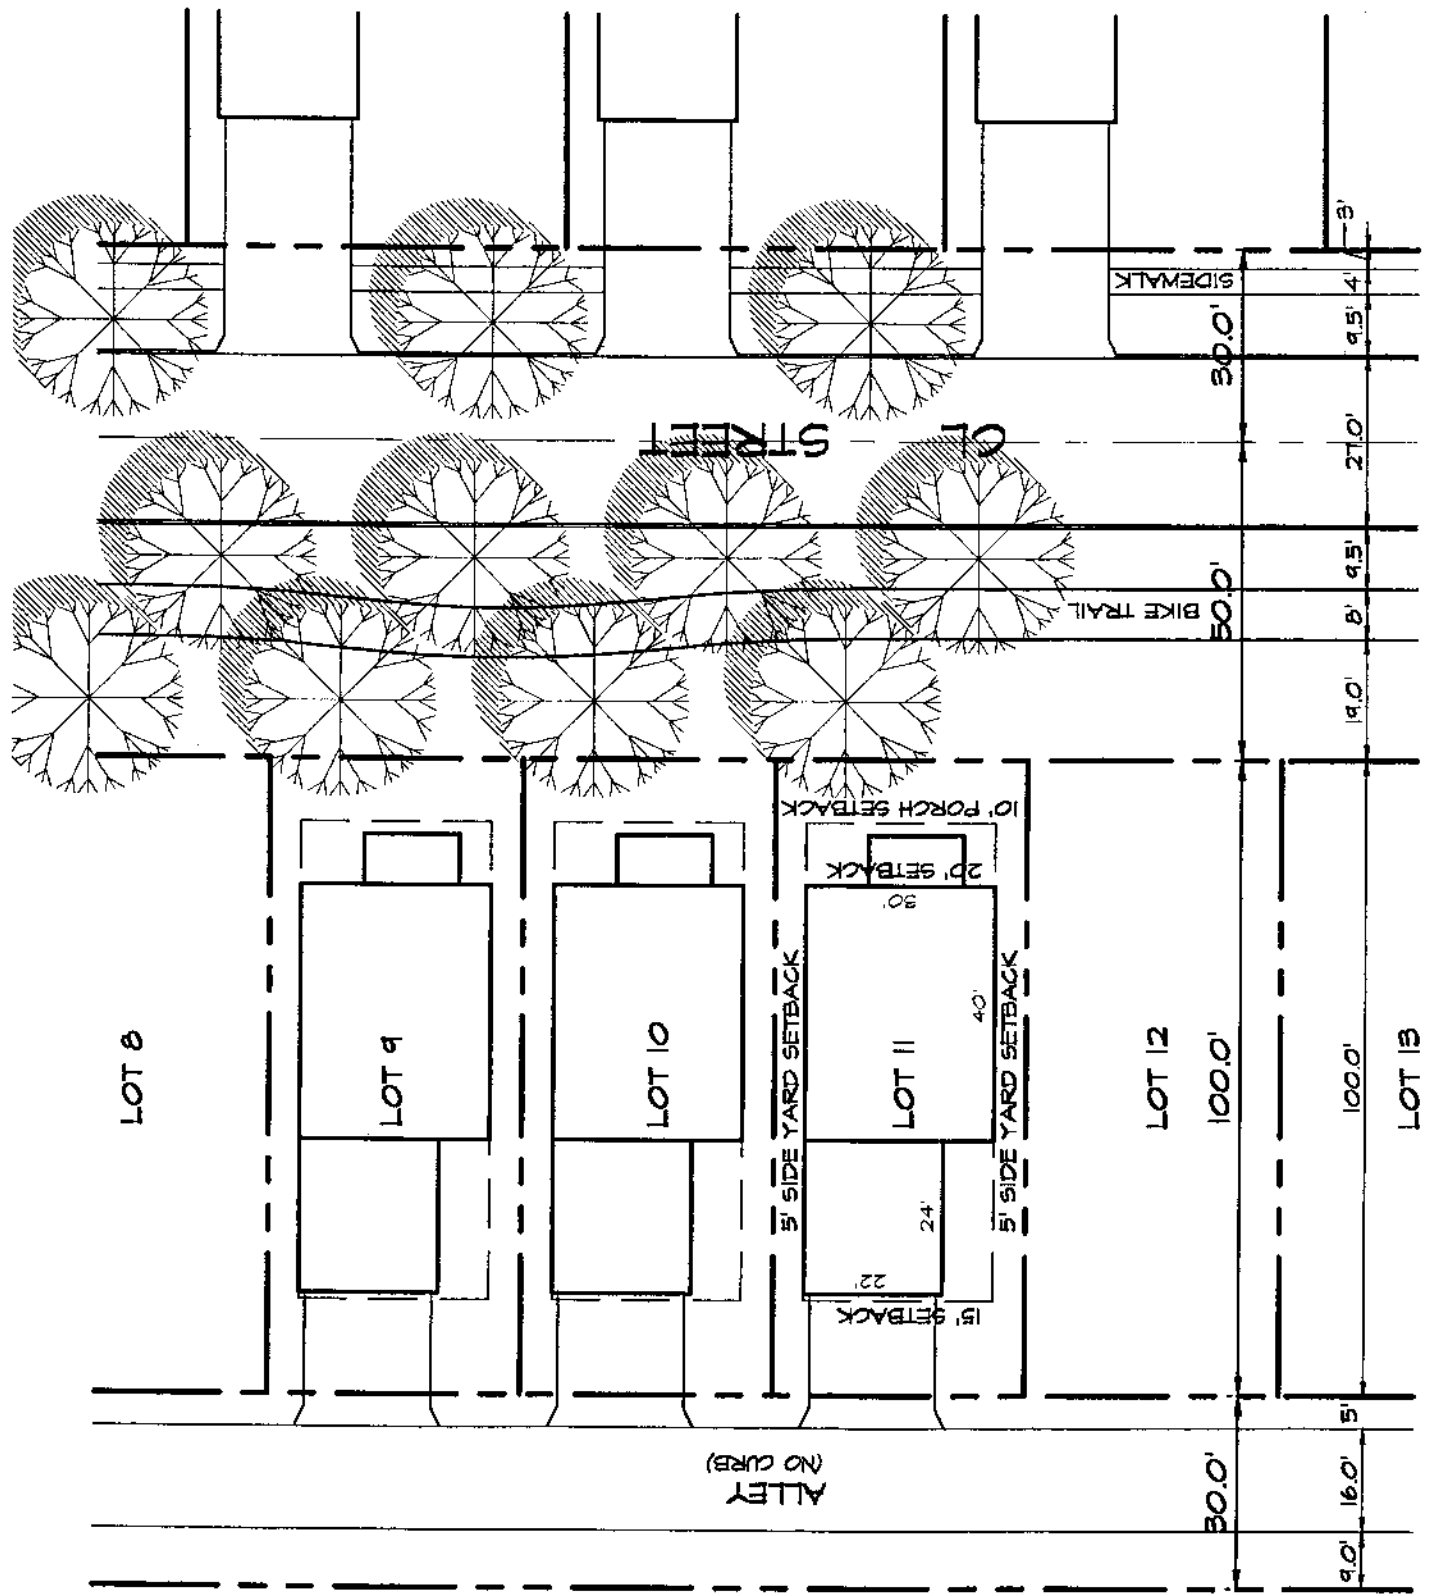 3'
4'
SIDEWALK
9.5'
30.0'
STREET
CL
27.0'
9.5'
BIKE TRAIL
50.0'
8'
19.0'
10' PORCH SETBACK
20' SETBACK
30'
5' SIDE YARD SETBACK
40'
5' SIDE YARD SETBACK
LOT 8
LOT 9
LOT 10
LOT 11
LOT 12
100.0'
100.0'
LOT 13
24'
22'
15' SETBACK
5'
ALLEY
(NO CURB)
30.0'
16.0'
9.0'